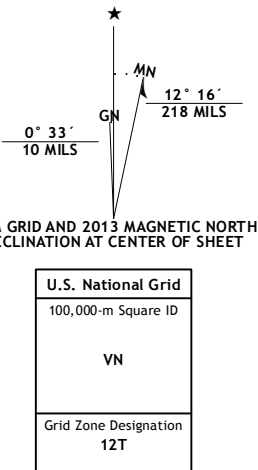 ★
MN
GN
0° 33´
10 MILS
12° 16´
218 MILS
GRID AND 2013 MAGNETIC NORTH
DECLINATION AT CENTER OF SHEET
U.S. National Grid
100,000-m Square ID
VN
Grid Zone Designation
12T